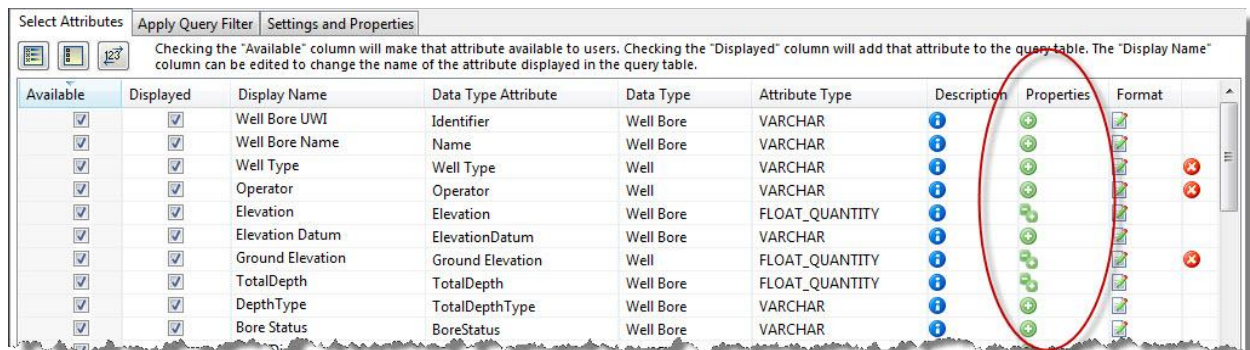 Select Attributes Apply Query Filter Settings and Properties
123 Checking the "Available" column will make that attribute available to users. Checking the "Displayed" column will add that attribute to the query table. The "Display Name"
column can be edited to change the name of the attribute displayed in the query table.
Available Displayed Display Name Data Type Attribute Data Type Attribute Type Description Properties Format
Well Bore UWI Identifier Well Bore VARCHAR
Well Bore Name Name Well Bore VARCHAR
Well Type Well Type Well VARCHAR
Operator Operator Well VARCHAR
Elevation Elevation Well Bore FLOAT_QUANTITY
Elevation Datum ElevationDatum Well Bore VARCHAR
Ground Elevation Ground Elevation Well FLOAT_QUANTITY
TotalDepth TotalDepth Well Bore FLOAT_QUANTITY
DepthType TotalDepthType Well Bore VARCHAR
Bore Status BoreStatus Well Bore VARCHAR